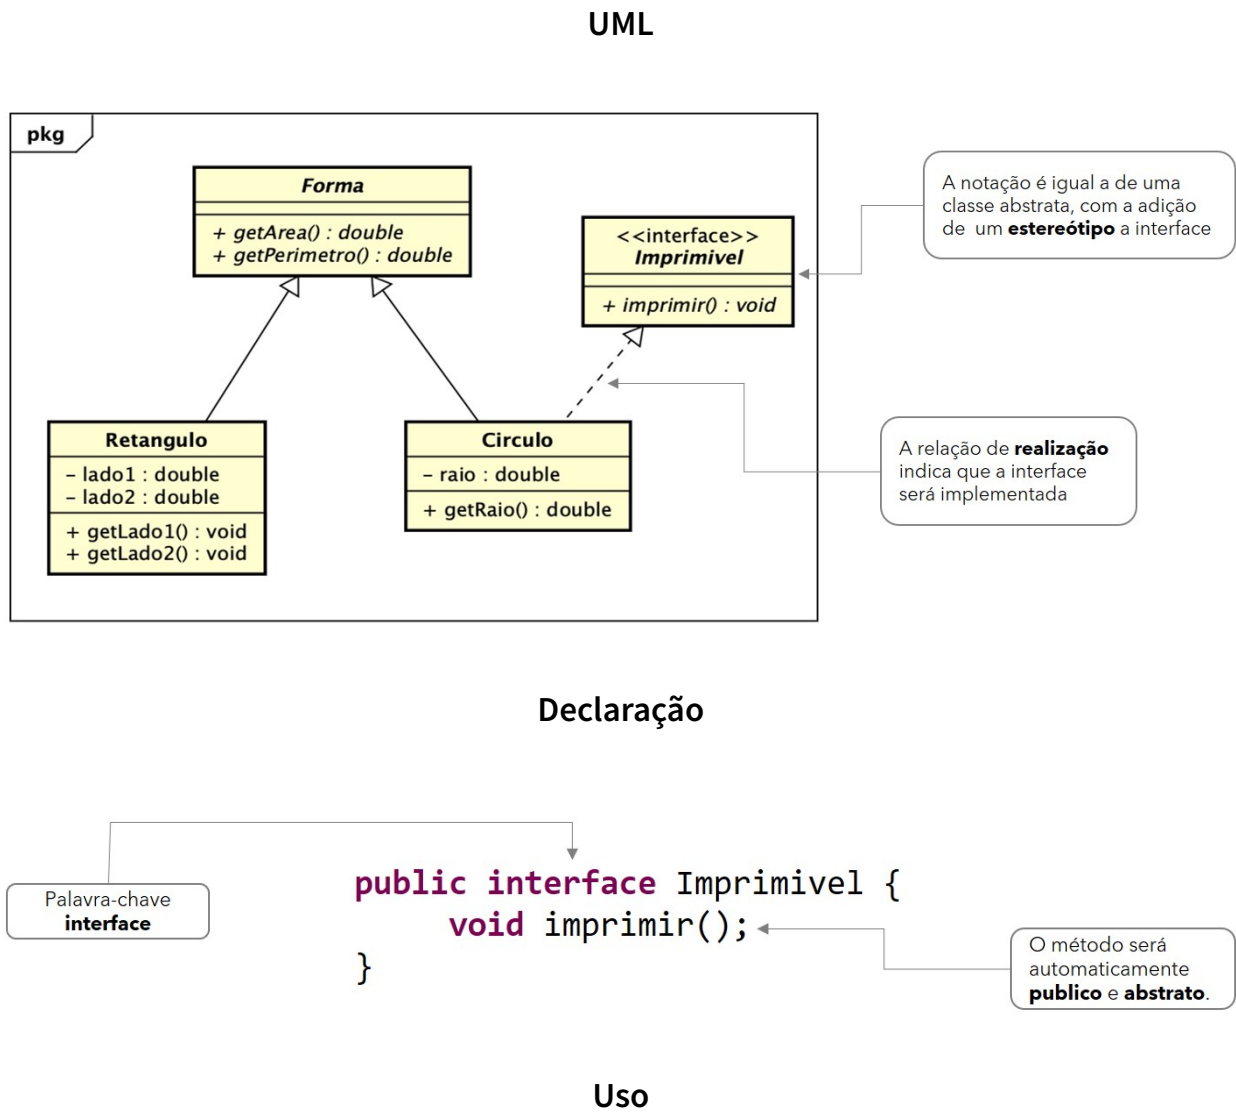 UML
pkg
Forma
+ getArea() : double
+ getPerimetro() : double
<<interface>>
Imprimivel
+ imprimir() : void
A notação é igual a de uma
classe abstrata, com a adição
de um estereótipo a interface
Retangulo
– lado1 : double
– lado2 : double
+ getLado1() : void
+ getLado2() : void
Circulo
– raio : double
+ getRaio() : double
A relação de realização
indica que a interface
será implementada
Declaração
Palavra-chave
interface
public interface Imprimivel {
void imprimir();
}
O método será
automaticamente
publico e abstrato.
Uso